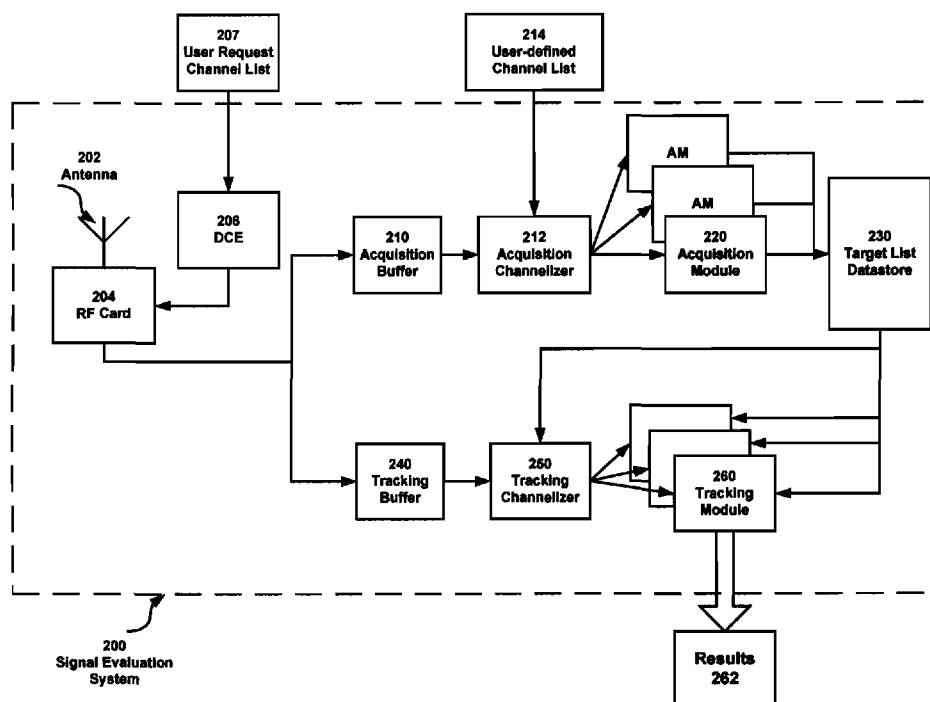 207
User Request
Channel List
214
User-defined
Channel List
202
Antenna
206
DCE
204
RF Card
210
Acquisition
Buffer
212
Acquisition
Channelizer
AM
AM
220
Acquisition
Module
230
Target List
Datastore
240
Tracking
Buffer
250
Tracking
Channelizer
260
Tracking
Module
200
Signal Evaluation
System
Results
262